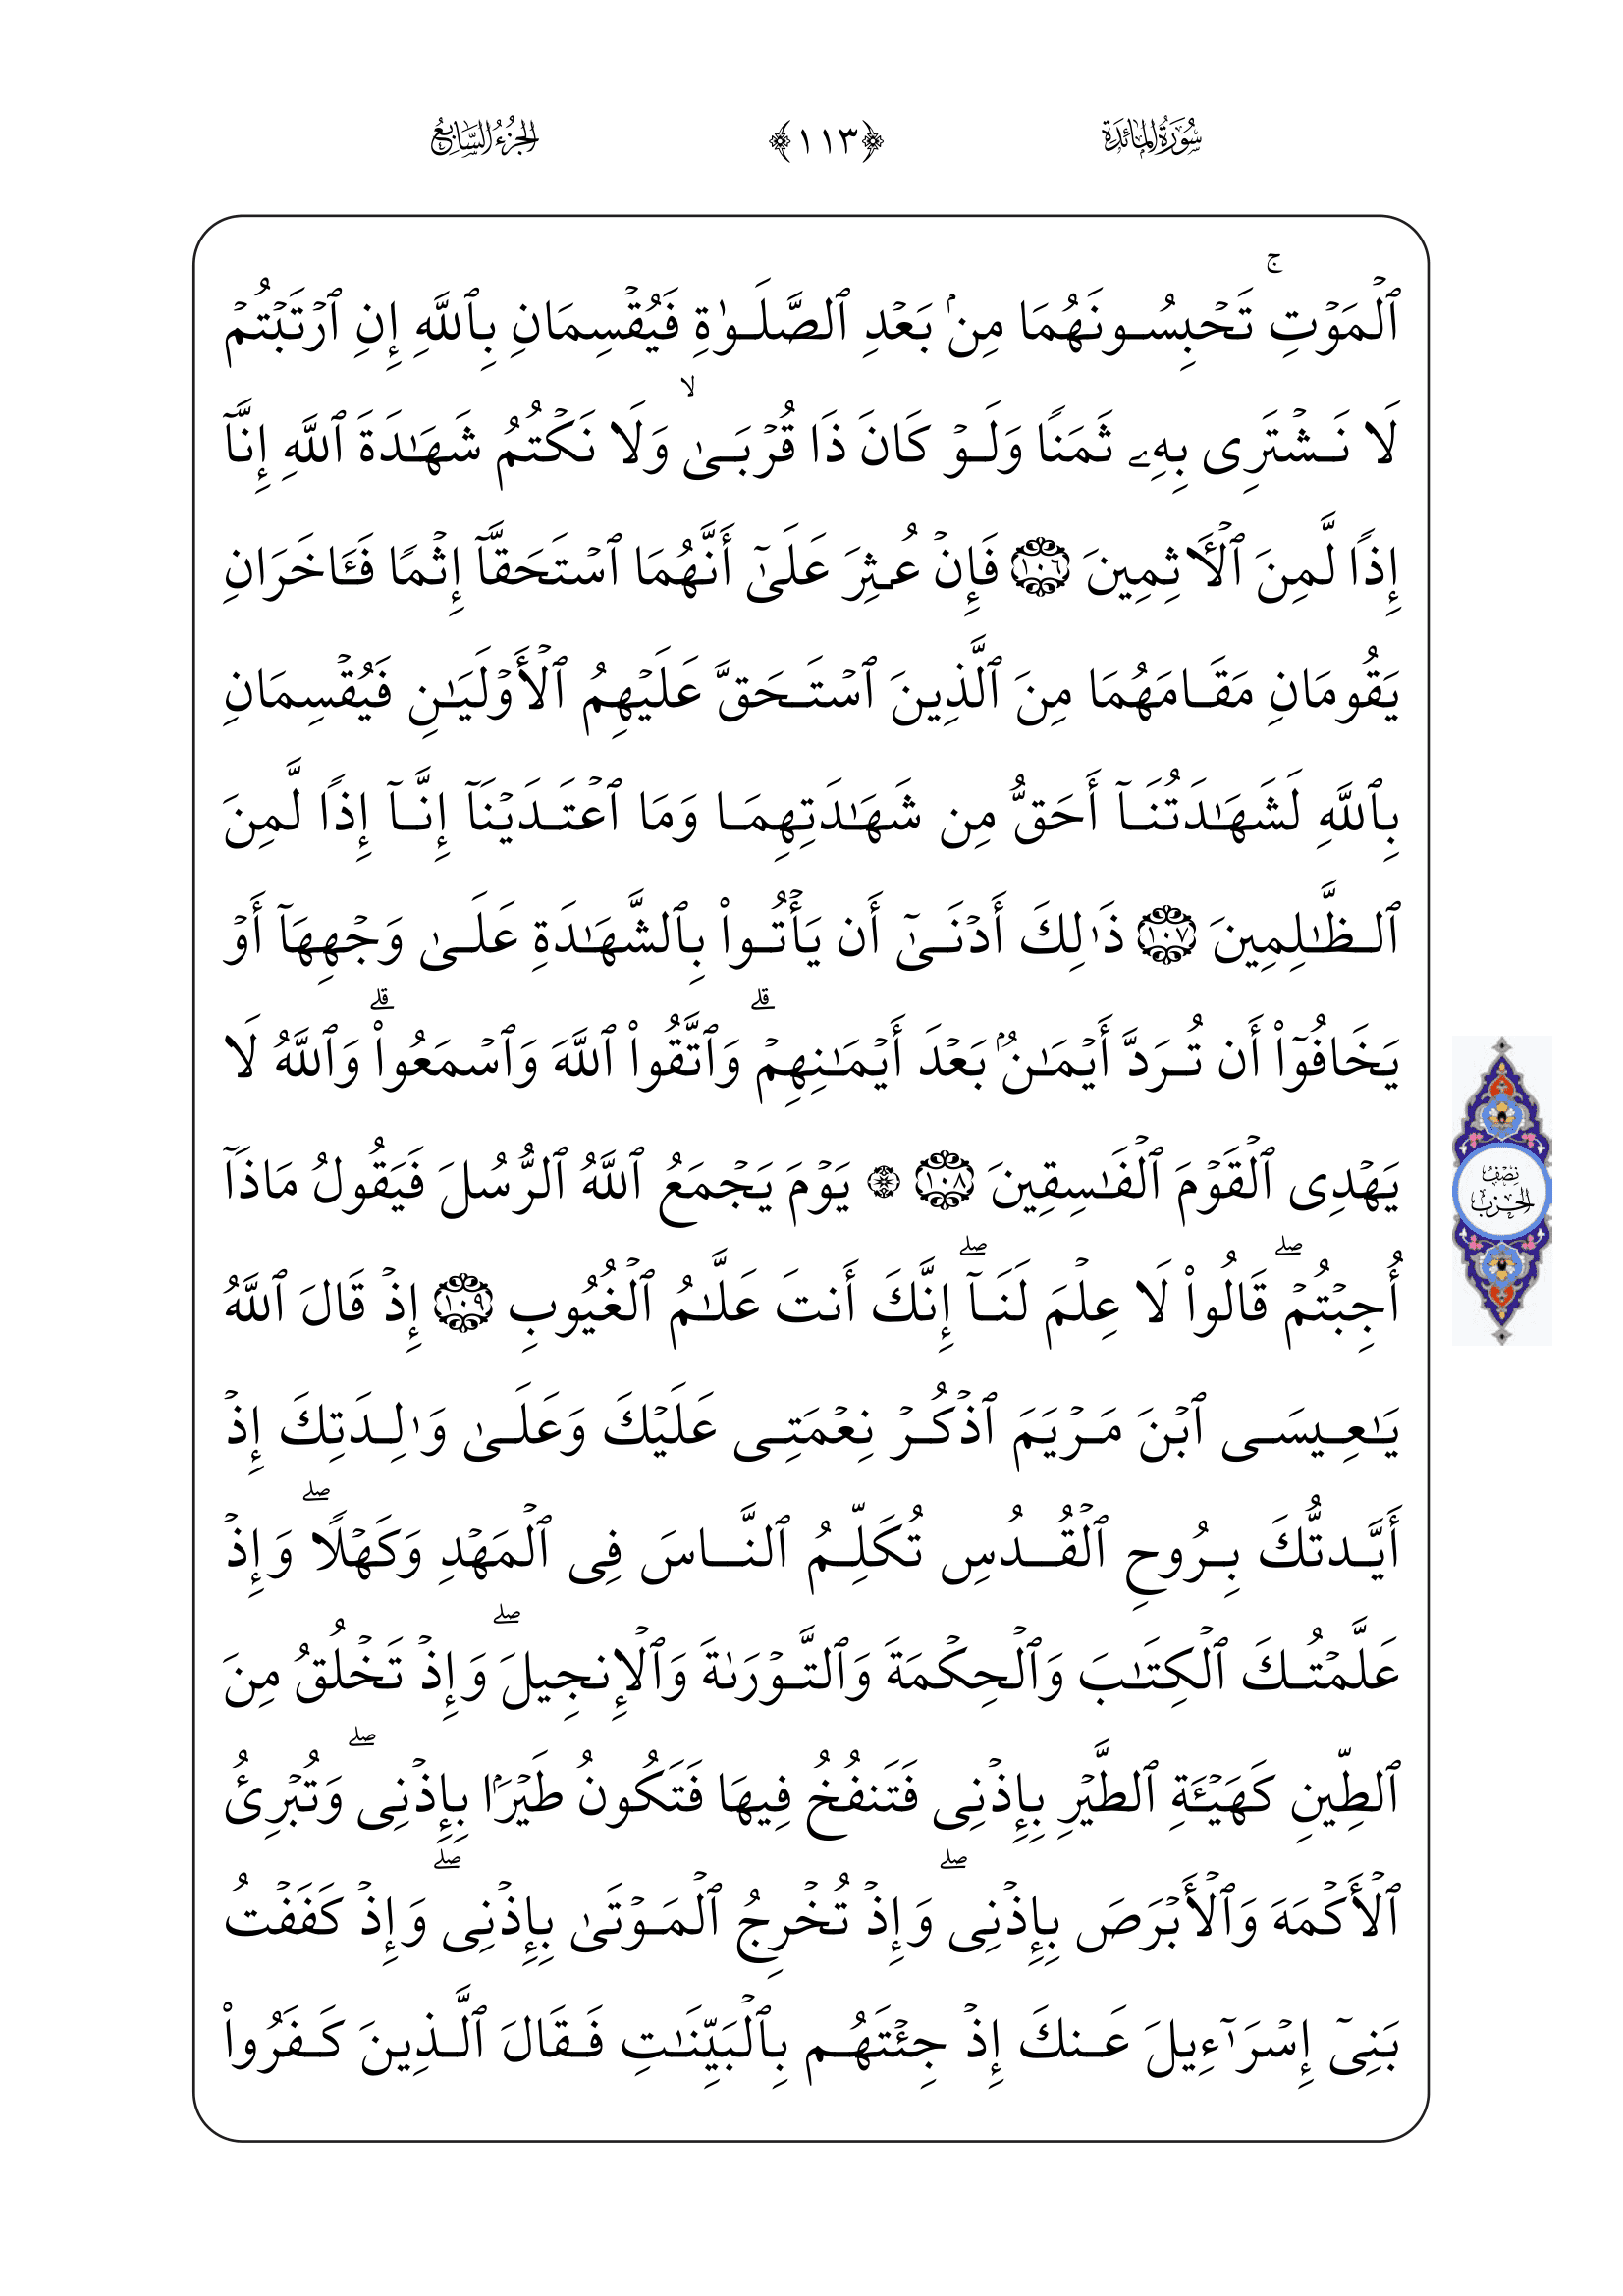 سُورَةُ المَائدَة
﴿١١٣﴾
الجُزْءُ السَّابِعُ
ٱلۡمَوۡتِۚ تَحۡبِسُونَهُمَا مِنۢ بَعۡدِ ٱلصَّلَوٰةِ فَيُقۡسِمَانِ بِٱللَّهِ إِنِ ٱرۡتَبۡتُمۡ
لَا نَشۡتَرِى بِهِۦ ثَمَنًا وَلَوۡ كَانَ ذَا قُرۡبَىٰۙ وَلَا نَكۡتُمُ شَهَٰدَةَ ٱللَّهِ إِنَّآ
إِذًا لَّمِنَ ٱلۡأٓثِمِينَ ١٠٦ فَإِنۡ عُثِرَ عَلَىٰٓ أَنَّهُمَا ٱسۡتَحَقَّآ إِثۡمًا فَـَٔاخَرَانِ
يَقُومَانِ مَقَامَهُمَا مِنَ ٱلَّذِينَ ٱسۡتَحَقَّ عَلَيۡهِمُ ٱلۡأَوۡلَيَٰنِ فَيُقۡسِمَانِ
بِٱللَّهِ لَشَهَٰدَتُنَآ أَحَقُّ مِن شَهَٰدَتِهِمَا وَمَا ٱعۡتَدَيۡنَآ إِنَّآ إِذًا لَّمِنَ
ٱلظَّٰلِمِينَ ١٠٧ ذَٰلِكَ أَدۡنَىٰٓ أَن يَأۡتُواْ بِٱلشَّهَٰدَةِ عَلَىٰ وَجۡهِهَآ أَوۡ
يَخَافُوٓاْ أَن تُرَدَّ أَيۡمَٰنُۢ بَعۡدَ أَيۡمَٰنِهِمۡۗ وَٱتَّقُواْ ٱللَّهَ وَٱسۡمَعُواْۗ وَٱللَّهُ لَا
يَهۡدِى ٱلۡقَوۡمَ ٱلۡفَٰسِقِينَ ١٠٨ ۞ يَوۡمَ يَجۡمَعُ ٱللَّهُ ٱلرُّسُلَ فَيَقُولُ مَاذَآ
أُجِبۡتُمۡۖ قَالُواْ لَا عِلۡمَ لَنَآۖ إِنَّكَ أَنتَ عَلَّٰمُ ٱلۡغُيُوبِ ١٠٩ إِذۡ قَالَ ٱللَّهُ
يَٰعِيسَى ٱبۡنَ مَرۡيَمَ ٱذۡكُرۡ نِعۡمَتِى عَلَيۡكَ وَعَلَىٰ وَٰلِدَتِكَ إِذۡ
أَيَّدتُّكَ بِرُوحِ ٱلۡقُدُسِ تُكَلِّمُ ٱلنَّاسَ فِى ٱلۡمَهۡدِ وَكَهۡلًاۖ وَإِذۡ
عَلَّمۡتُكَ ٱلۡكِتَٰبَ وَٱلۡحِكۡمَةَ وَٱلتَّوۡرَىٰةَ وَٱلۡإِنجِيلَۖ وَإِذۡ تَخۡلُقُ مِنَ
ٱلطِّينِ كَهَيۡـَٔةِ ٱلطَّيۡرِ بِإِذۡنِى فَتَنفُخُ فِيهَا فَتَكُونُ طَيۡرَۢا بِإِذۡنِىۖ وَتُبۡرِئُ
ٱلۡأَكۡمَهَ وَٱلۡأَبۡرَصَ بِإِذۡنِىۖ وَإِذۡ تُخۡرِجُ ٱلۡمَوۡتَىٰ بِإِذۡنِىۖ وَإِذۡ كَفَفۡتُ
بَنِىٓ إِسۡرَٰٓءِيلَ عَنكَ إِذۡ جِئۡتَهُم بِٱلۡبَيِّنَٰتِ فَقَالَ ٱلَّذِينَ كَفَرُواْ
نِصۡفُ
الحِزۡب